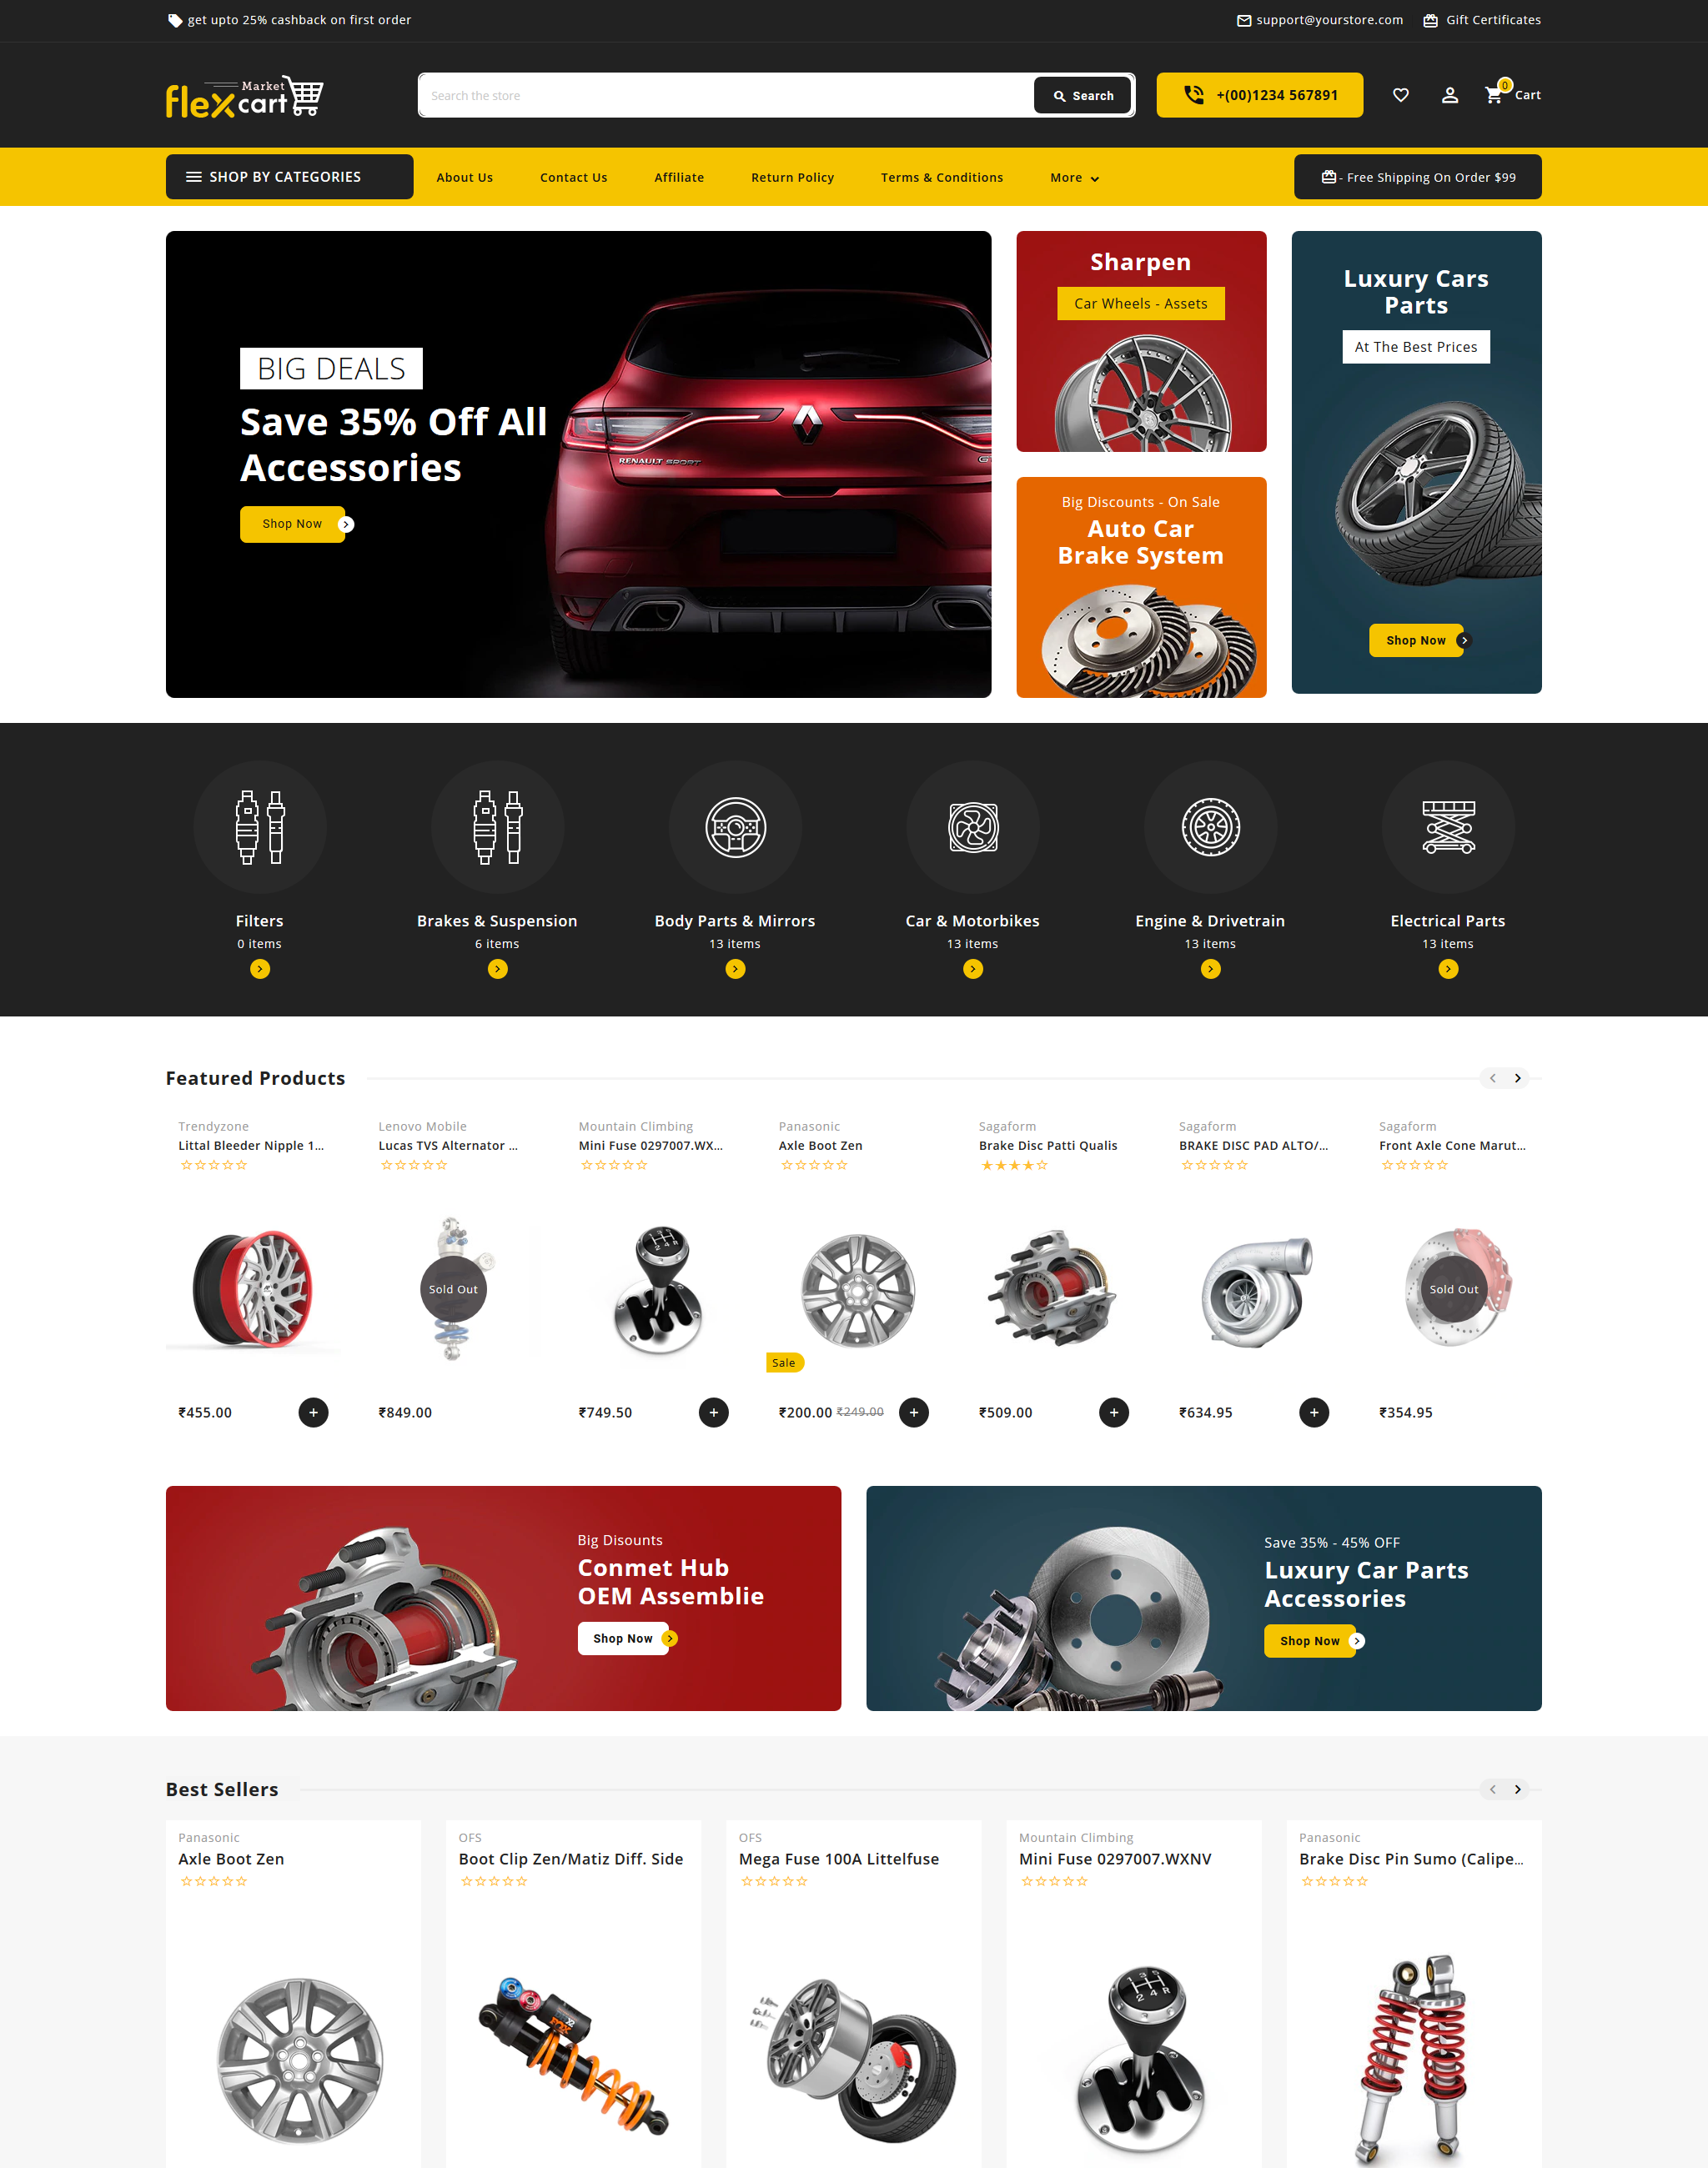 get upto 25% cashback on first order
support@yourstore.com
Gift Certificates
Market
flexcart
Search the store
Search
+(00)1234 567891
0
Cart
SHOP BY CATEGORIES
About Us
Contact Us
Affiliate
Return Policy
Terms & Conditions
More
- Free Shipping On Order $99
BIG DEALS
Save 35% Off All
Accessories
Shop Now
RENAULT SPORT
G
Sharpen
Car Wheels - Assets
Big Discounts - On Sale
Auto Car
Brake System
Luxury Cars
Parts
At The Best Prices
Shop Now
Filters
0 items
Brakes & Suspension
6 items
Body Parts & Mirrors
13 items
Car & Motorbikes
13 items
Engine & Drivetrain
13 items
Electrical Parts
13 items
Featured Products
Trendyzone
Littal Bleeder Nipple 1...
₹455.00
Lenovo Mobile
Lucas TVS Alternator ...
Sold Out
₹849.00
Mountain Climbing
Mini Fuse 0297007.WX...
₹749.50
Panasonic
Axle Boot Zen
Sale
₹200.00 ₹249.00
Sagaform
Brake Disc Patti Qualis
₹509.00
Sagaform
BRAKE DISC PAD ALTO/...
₹634.95
Sagaform
Front Axle Cone Marut...
Sold Out
₹354.95
Big Disounts
Conmet Hub
OEM Assemblie
Shop Now
Save 35% - 45% OFF
Luxury Car Parts
Accessories
Shop Now
Best Sellers
Panasonic
Axle Boot Zen
OFS
Boot Clip Zen/Matiz Diff. Side
OFS
Mega Fuse 100A Littelfuse
Mountain Climbing
Mini Fuse 0297007.WXNV
1 3 5
2 4 R
Panasonic
Brake Disc Pin Sumo (Calipe...